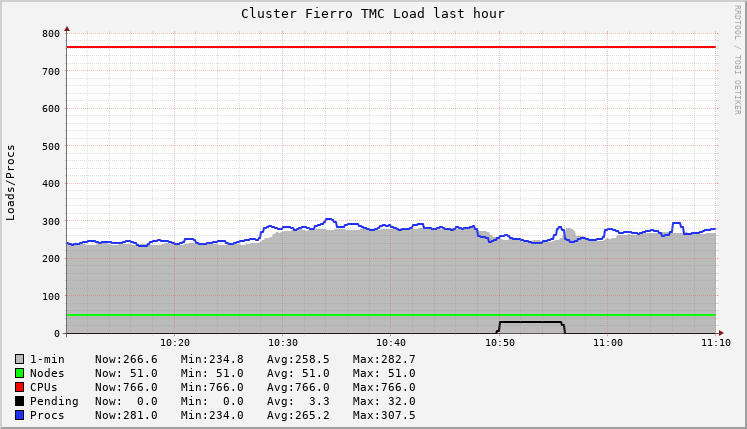 Cluster Fierro TMC Load last hour
RRDTOOL / TOBI OETIKER
Loads/Procs
800
700
600
500
400
300
200
100
0
10:20 10:30 10:40 10:50 11:00 11:10
1-min Now:266.6 Min:234.8 Avg:258.5 Max:282.7
Nodes Now: 51.0 Min: 51.0 Avg: 51.0 Max: 51.0
CPUs Now:766.0 Min:766.0 Avg:766.0 Max:766.0
Pending Now: 0.0 Min: 0.0 Avg: 3.3 Max: 32.0
Procs Now:281.0 Min:234.0 Avg:265.2 Max:307.5